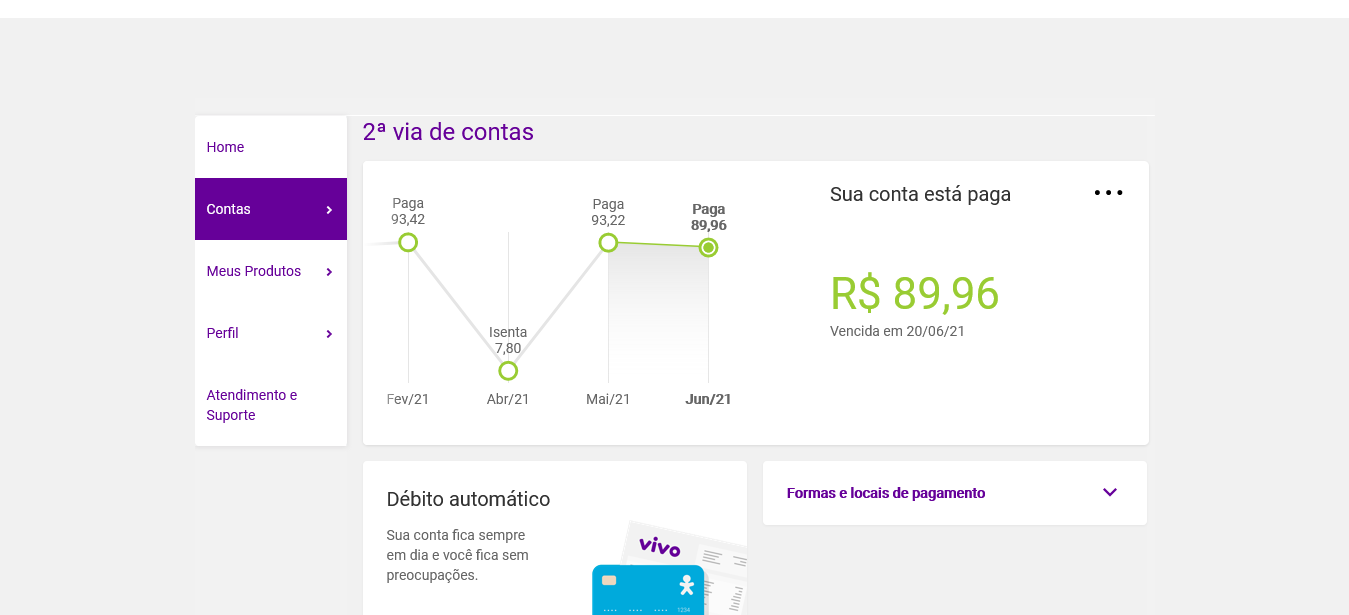 2ª via de contas
Home
Contas
Meus Produtos
Perfil
Atendimento e
Suporte
Paga
93,42
Isenta
7,80
Paga
93,22
Paga
89,96
Fev/21
Abr/21
Mai/21
Jun/21
Sua conta está paga
R$ 89,96
Vencida em 20/06/21
Débito automático
Sua conta fica sempre
em dia e você fica sem
preocupações.
vivo
1234
Formas e locais de pagamento